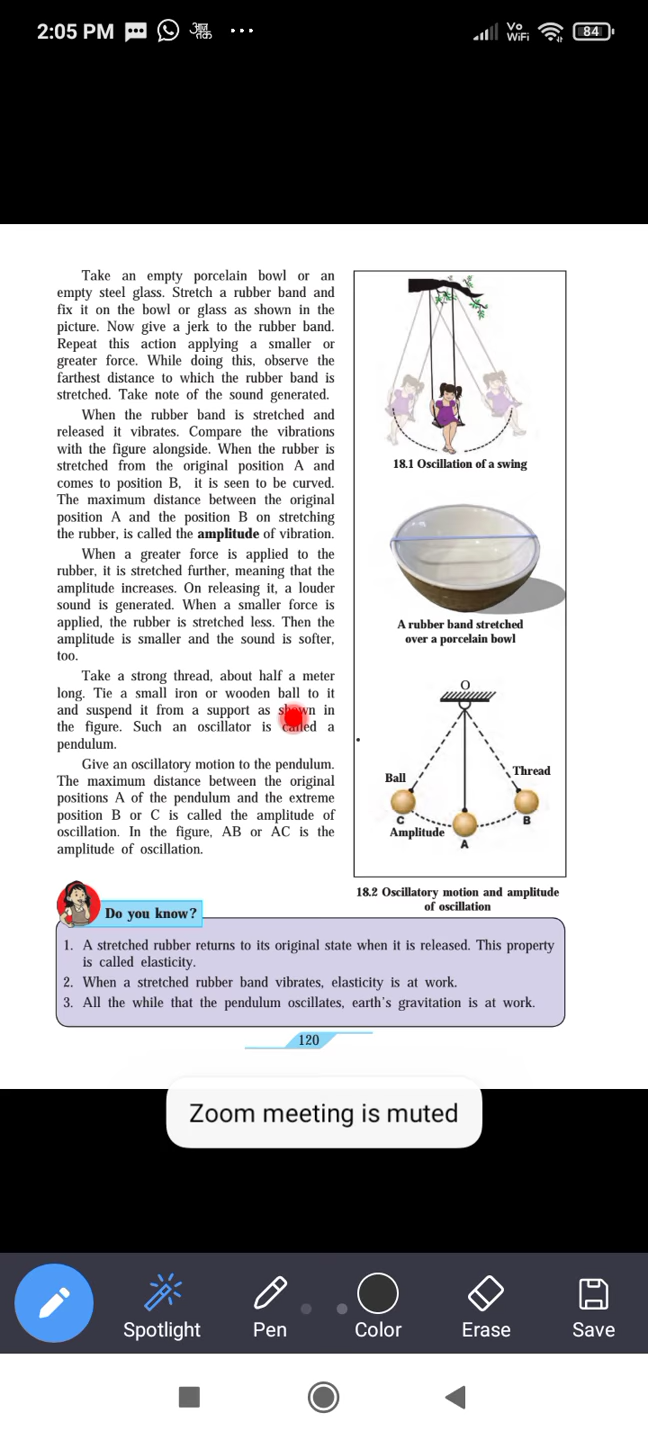 2:05 PM
आज
तक
Vo
WiFi
84
Take an empty porcelain bowl or an
empty steel glass. Stretch a rubber band and
fix it on the bowl or glass as shown in the
picture. Now give a jerk to the rubber band.
Repeat this action applying a smaller or
greater force. While doing this, observe the
farthest distance to which the rubber band is
stretched. Take note of the sound generated.
When the rubber band is stretched and
released it vibrates. Compare the vibrations
with the figure alongside. When the rubber is
stretched from the original position A and
comes to position B, it is seen to be curved.
The maximum distance between the original
position A and the position B on stretching
the rubber, is called the amplitude of vibration.
When a greater force is applied to the
rubber, it is stretched further, meaning that the
amplitude increases. On releasing it, a louder
sound is generated. When a smaller force is
applied, the rubber is stretched less. Then the
amplitude is smaller and the sound is softer,
too.
Take a strong thread, about half a meter
long. Tie a small iron or wooden ball to it
and suspend it from a support as shown in
the figure. Such an oscillator is called a
pendulum.
Give an oscillatory motion to the pendulum.
The maximum distance between the original
positions A of the pendulum and the extreme
position B or C is called the amplitude of
oscillation. In the figure, AB or AC is the
amplitude of oscillation.
18.1 Oscillation of a swing
A rubber band stretched
over a porcelain bowl
O
Ball
Thread
C
B
Amplitude
A
18.2 Oscillatory motion and amplitude
of oscillation
Do you know?
1. A stretched rubber returns to its original state when it is released. This property
is called elasticity.
2. When a stretched rubber band vibrates, elasticity is at work.
3. All the while that the pendulum oscillates, earth's gravitation is at work.
120
Zoom meeting is muted
Spotlight
Pen
Color
Erase
Save